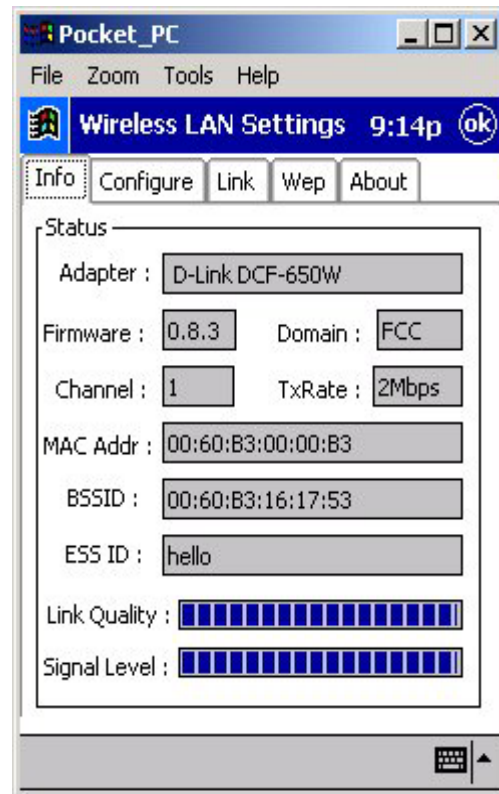 Pocket_PC
File Zoom Tools Help
Wireless LAN Settings 9:14p ok
Info Configure Link Wep About
Status
Adapter : D-Link DCF-650W
Firmware : 0.8.3 Domain : FCC
Channel : 1 TxRate : 2Mbps
MAC Addr : 00:60:B3:00:00:B3
BSSID : 00:60:B3:16:17:53
ESS ID : hello
Link Quality :
Signal Level :